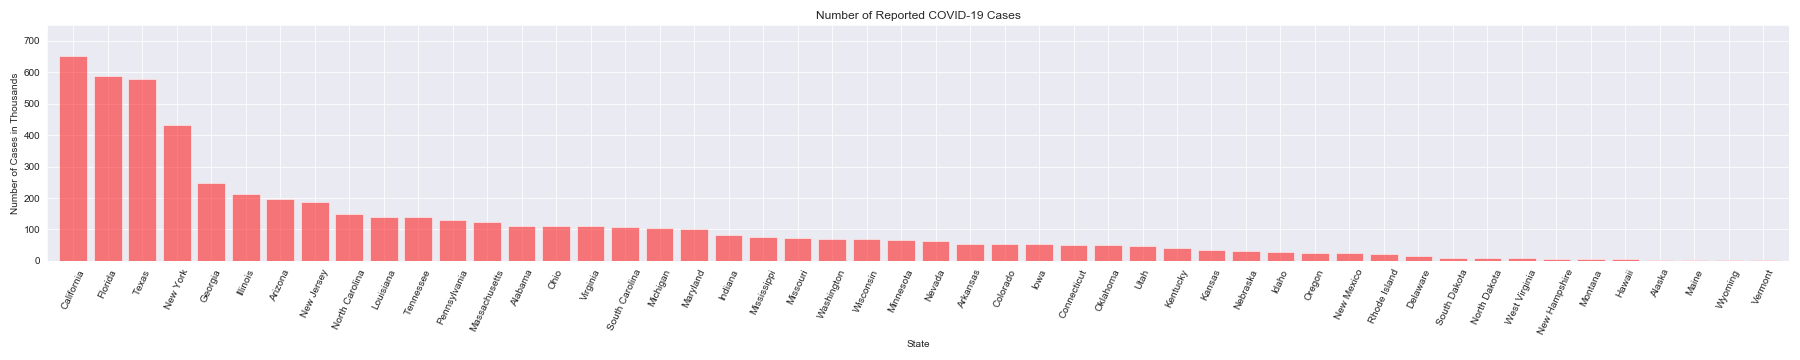 Number of Reported COVID-19 Cases
Number of Cases in Thousands
700
600
500
400
300
200
100
0
California
Florida
Texas
New York
Georgia
Illinois
Arizona
New Jersey
North Carolina
Louisiana
Tennessee
Pennsylvania
Massachusetts
Alabama
Ohio
Virginia
South Carolina
Michigan
Maryland
Indiana
Mississippi
Missouri
Washington
Wisconsin
Minnesota
Nevada
Arkansas
Colorado
Iowa
Connecticut
Oklahoma
Utah
Kentucky
Kansas
Nebraska
Idaho
Oregon
New Mexico
Rhode Island
Delaware
South Dakota
North Dakota
West Virginia
New Hampshire
Montana
Hawaii
Alaska
Maine
Wyoming
Vermont
State